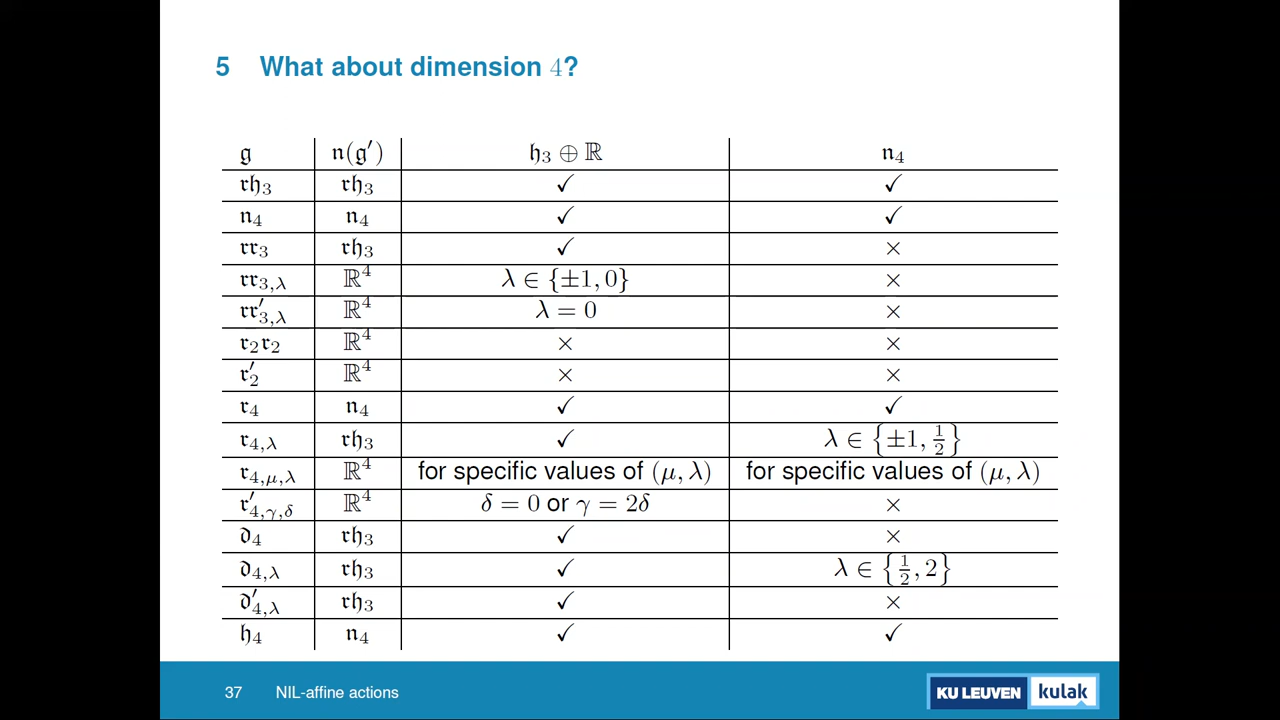 5 What about dimension 4?
𝔤 𝔫(𝔤′) 𝔥₃ ⊕ ℝ 𝔫₄
𝔯𝔥₃ 𝔯𝔥₃ ✓ ✓
𝔫₄ 𝔫₄ ✓ ✓
𝔯𝔯₃ 𝔯𝔥₃ ✓ ×
𝔯𝔯₃,λ ℝ⁴ λ ∈ {±1, 0} ×
𝔯𝔯′₃,λ ℝ⁴ λ = 0 ×
𝔯₂𝔯₂ ℝ⁴ × ×
𝔯′₂ ℝ⁴ × ×
𝔯₄ 𝔫₄ ✓ ✓
𝔯₄,λ 𝔯𝔥₃ ✓ λ ∈ {±1, 1/2}
𝔯₄,μ,λ ℝ⁴ for specific values of (μ, λ) for specific values of (μ, λ)
𝔯′₄,γ,δ ℝ⁴ δ = 0 or γ = 2δ ×
𝔡₄ 𝔯𝔥₃ ✓ ×
𝔡₄,λ 𝔯𝔥₃ ✓ λ ∈ {1/2, 2}
𝔡′₄,λ 𝔯𝔥₃ ✓ ×
𝔥₄ 𝔫₄ ✓ ✓
37 NIL-affine actions KU LEUVEN kulak